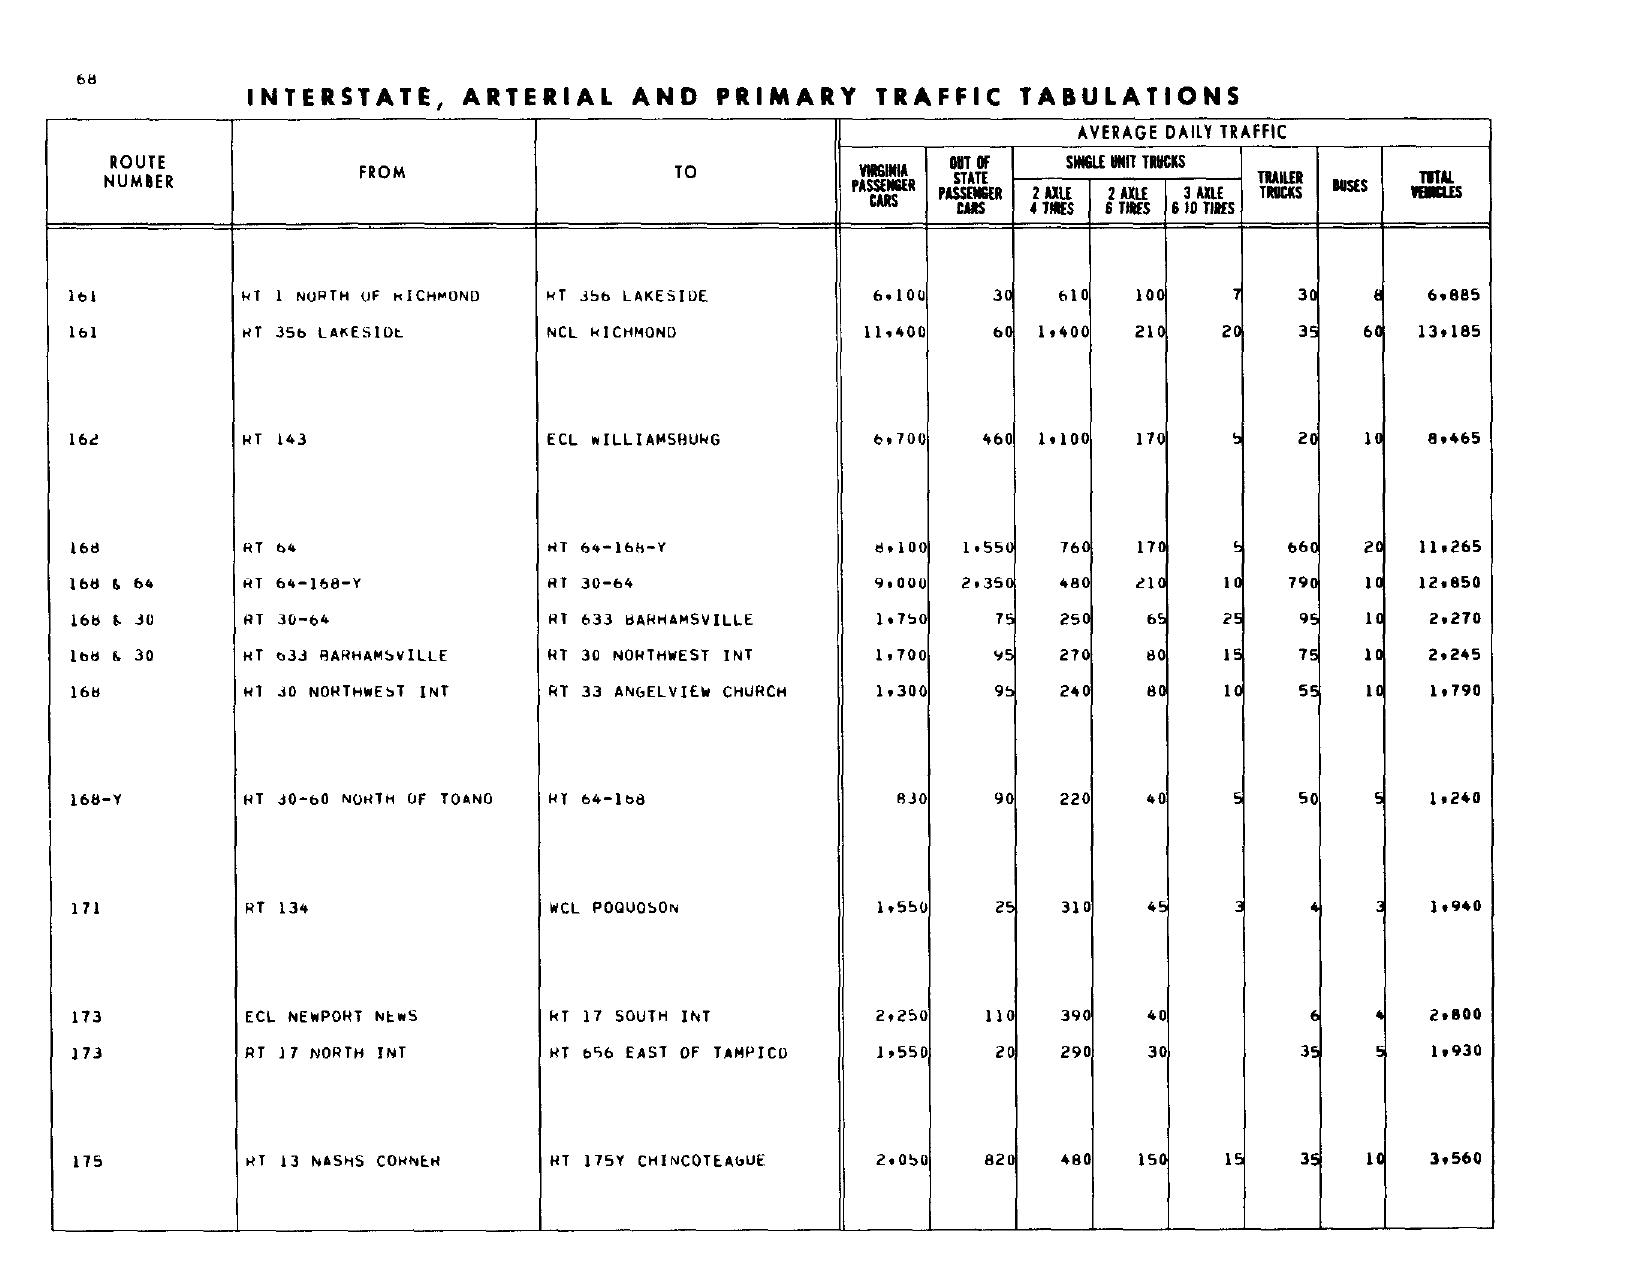 68
INTERSTATE, ARTERIAL AND PRIMARY TRAFFIC TABULATIONS
AVERAGE DAILY TRAFFIC
ROUTE NUMBER FROM TO VIRGINIA PASSENGER CARS OUT OF STATE PASSENGER CARS SINGLE UNIT TRUCKS 2 AXLE 4 TIRES 2 AXLE 6 TIRES 3 AXLE 6 10 TIRES TRAILER TRUCKS BUSES TOTAL VEHICLES
161 RT 1 NORTH OF RICHMOND RT 356 LAKESIDE 6,100 30 610 100 7 30 8 6,885
161 RT 356 LAKESIDE NCL RICHMOND 11,400 60 1,400 210 20 35 60 13,185
162 RT 143 ECL WILLIAMSBURG 6,700 460 1,100 170 5 20 10 8,465
168 RT 64 RT 64-168-Y 8,100 1,550 760 170 5 660 20 11,265
168 & 64 RT 64-168-Y RT 30-64 9,000 2,350 480 210 10 790 10 12,850
168 & 30 RT 30-64 RT 633 BARHAMSVILLE 1,750 75 250 65 25 95 10 2,270
168 & 30 RT 633 BARHAMSVILLE RT 30 NORTHWEST INT 1,700 95 270 80 15 75 10 2,245
168 RT 30 NORTHWEST INT RT 33 ANGELVIEW CHURCH 1,300 95 240 80 10 55 10 1,790
168-Y RT 30-60 NORTH OF TOANO RT 64-168 830 90 220 40 5 50 5 1,240
171 RT 134 WCL POQUOSON 1,550 25 310 45 3 4 3 1,940
173 ECL NEWPORT NEWS RT 17 SOUTH INT 2,250 110 390 40 6 4 2,800
173 RT 17 NORTH INT RT 656 EAST OF TAMPICO 1,550 20 290 30 35 5 1,930
175 RT 13 NASHS CORNER RT 175Y CHINCOTEAGUE 2,050 820 480 150 15 35 10 3,560